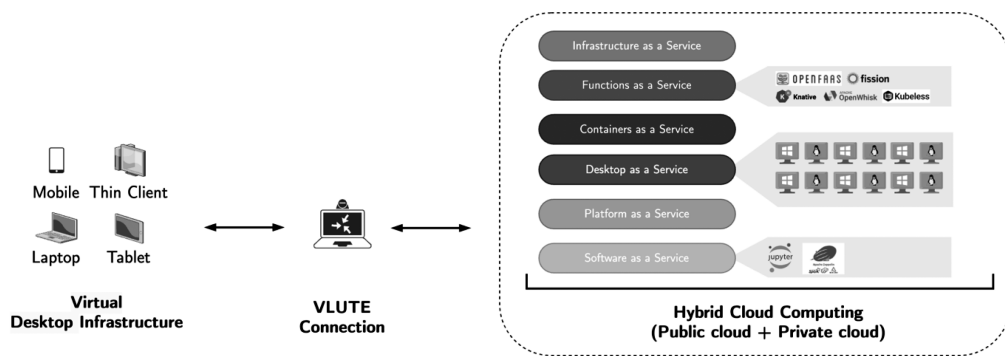 Infrastructure as a Service
Functions as a Service
OPENFAAS fission
Knative APACHE OpenWhisk Kubeless
Containers as a Service
Desktop as a Service
Platform as a Service
Software as a Service
jupyter
Mobile Thin Client
Laptop Tablet
Virtual
Desktop Infrastructure
VLUTE
Connection
Hybrid Cloud Computing
(Public cloud + Private cloud)